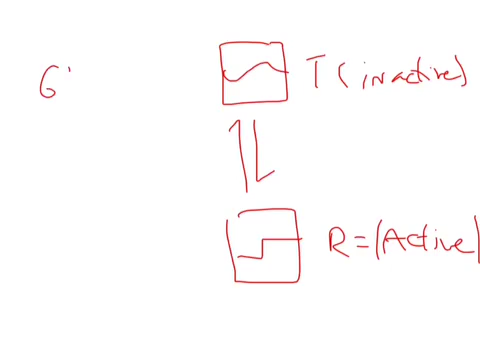 T (inactive)
R = (Active)